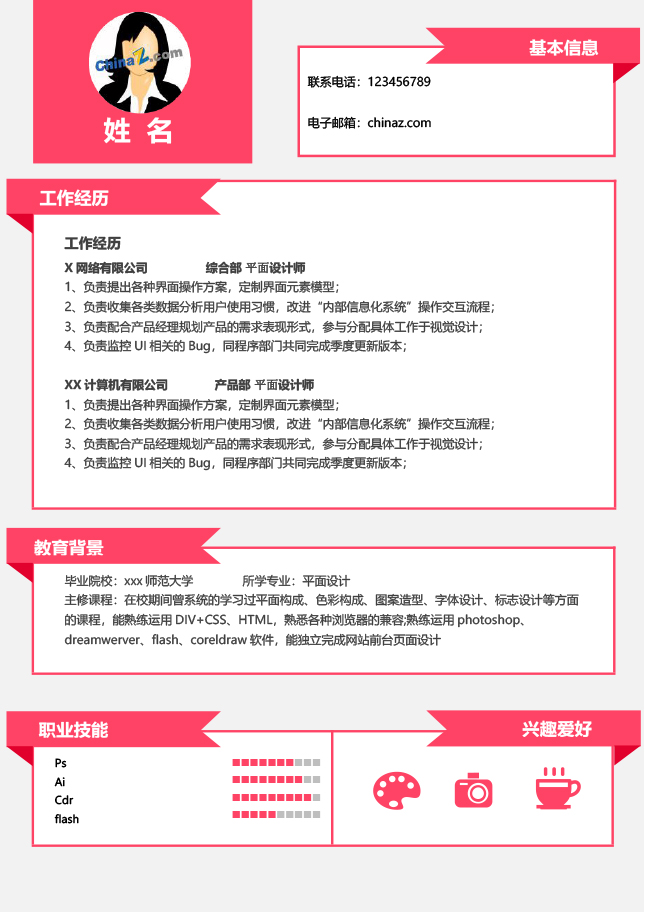 ChinaZ.com
姓 名
基本信息
联系电话：123456789
电子邮箱：chinaz.com
工作经历
工作经历
X 网络有限公司 综合部 平面设计师
1、负责提出各种界面操作方案，定制界面元素模型；
2、负责收集各类数据分析用户使用习惯，改进“内部信息化系统”操作交互流程；
3、负责配合产品经理规划产品的需求表现形式，参与分配具体工作于视觉设计；
4、负责监控 UI 相关的 Bug，同程序部门共同完成季度更新版本；
XX 计算机有限公司 产品部 平面设计师
1、负责提出各种界面操作方案，定制界面元素模型；
2、负责收集各类数据分析用户使用习惯，改进“内部信息化系统”操作交互流程；
3、负责配合产品经理规划产品的需求表现形式，参与分配具体工作于视觉设计；
4、负责监控 UI 相关的 Bug，同程序部门共同完成季度更新版本；
教育背景
毕业院校：xxx 师范大学 所学专业：平面设计
主修课程：在校期间曾系统的学习过平面构成、色彩构成、图案造型、字体设计、标志设计等方面
的课程，能熟练运用 DIV+CSS、HTML，熟悉各种浏览器的兼容;熟练运用 photoshop、
dreamwerver、flash、coreldraw 软件，能独立完成网站前台页面设计
职业技能
兴趣爱好
Ps
Ai
Cdr
flash